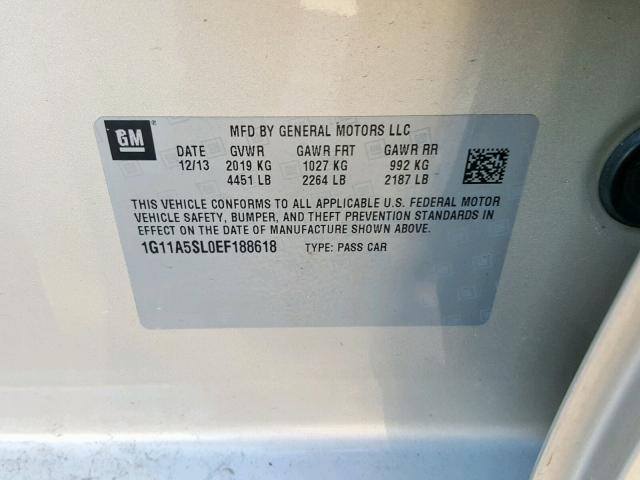 GM
MFD BY GENERAL MOTORS LLC
DATE GVWR GAWR FRT GAWR RR
12/13 2019 KG 1027 KG 992 KG
4451 LB 2264 LB 2187 LB
THIS VEHICLE CONFORMS TO ALL APPLICABLE U.S. FEDERAL MOTOR
VEHICLE SAFETY, BUMPER, AND THEFT PREVENTION STANDARDS IN
EFFECT ON THE DATE OF MANUFACTURE SHOWN ABOVE.
1G11A5SL0EF188618 TYPE: PASS CAR